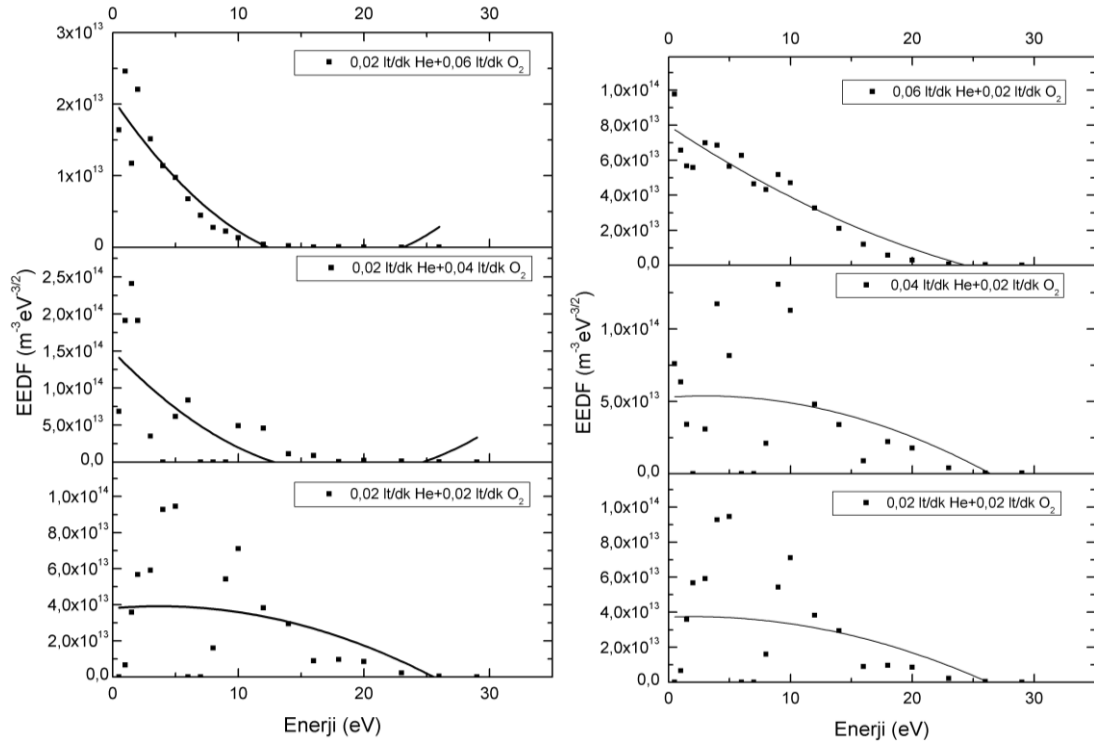 0 10 20 30
3x10^13
2x10^13
1x10^13
0
0,02 lt/dk He+0,06 lt/dk O₂
2,5x10^14
2,0x10^14
1,5x10^14
1,0x10^14
5,0x10^13
0,0
0,02 lt/dk He+0,04 lt/dk O₂
EEDF (m^-3eV^-3/2)
1,0x10^14
8,0x10^13
6,0x10^13
4,0x10^13
2,0x10^13
0,0
0,02 lt/dk He+0,02 lt/dk O₂
0 10 20 30
Enerji (eV)
0 10 20 30
1,0x10^14
8,0x10^13
6,0x10^13
4,0x10^13
2,0x10^13
0,0
0,06 lt/dk He+0,02 lt/dk O₂
1,0x10^14
5,0x10^13
0,0
0,04 lt/dk He+0,02 lt/dk O₂
EEDF (m^-3eV^-3/2)
1,0x10^14
8,0x10^13
6,0x10^13
4,0x10^13
2,0x10^13
0,0
0,02 lt/dk He+0,02 lt/dk O₂
0 10 20 30
Enerji (eV)